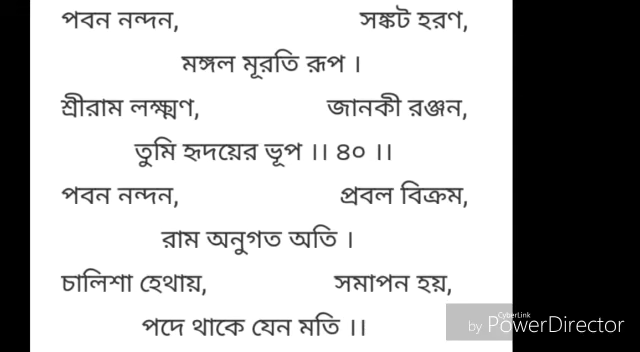 পবন নন্দন, সঙ্কট হরণ,
মঙ্গল মূরতি রূপ ।
শ্রীরাম লক্ষ্মণ, জানকী রঞ্জন,
তুমি হৃদয়ের ভূপ ।। ৪০ ।।
পবন নন্দন, প্রবল বিক্রম,
রাম অনুগত অতি ।
চালিশা হেথায়, সমাপন হয়,
পদে থাকে যেন মতি ।।
CyberLink
by PowerDirector